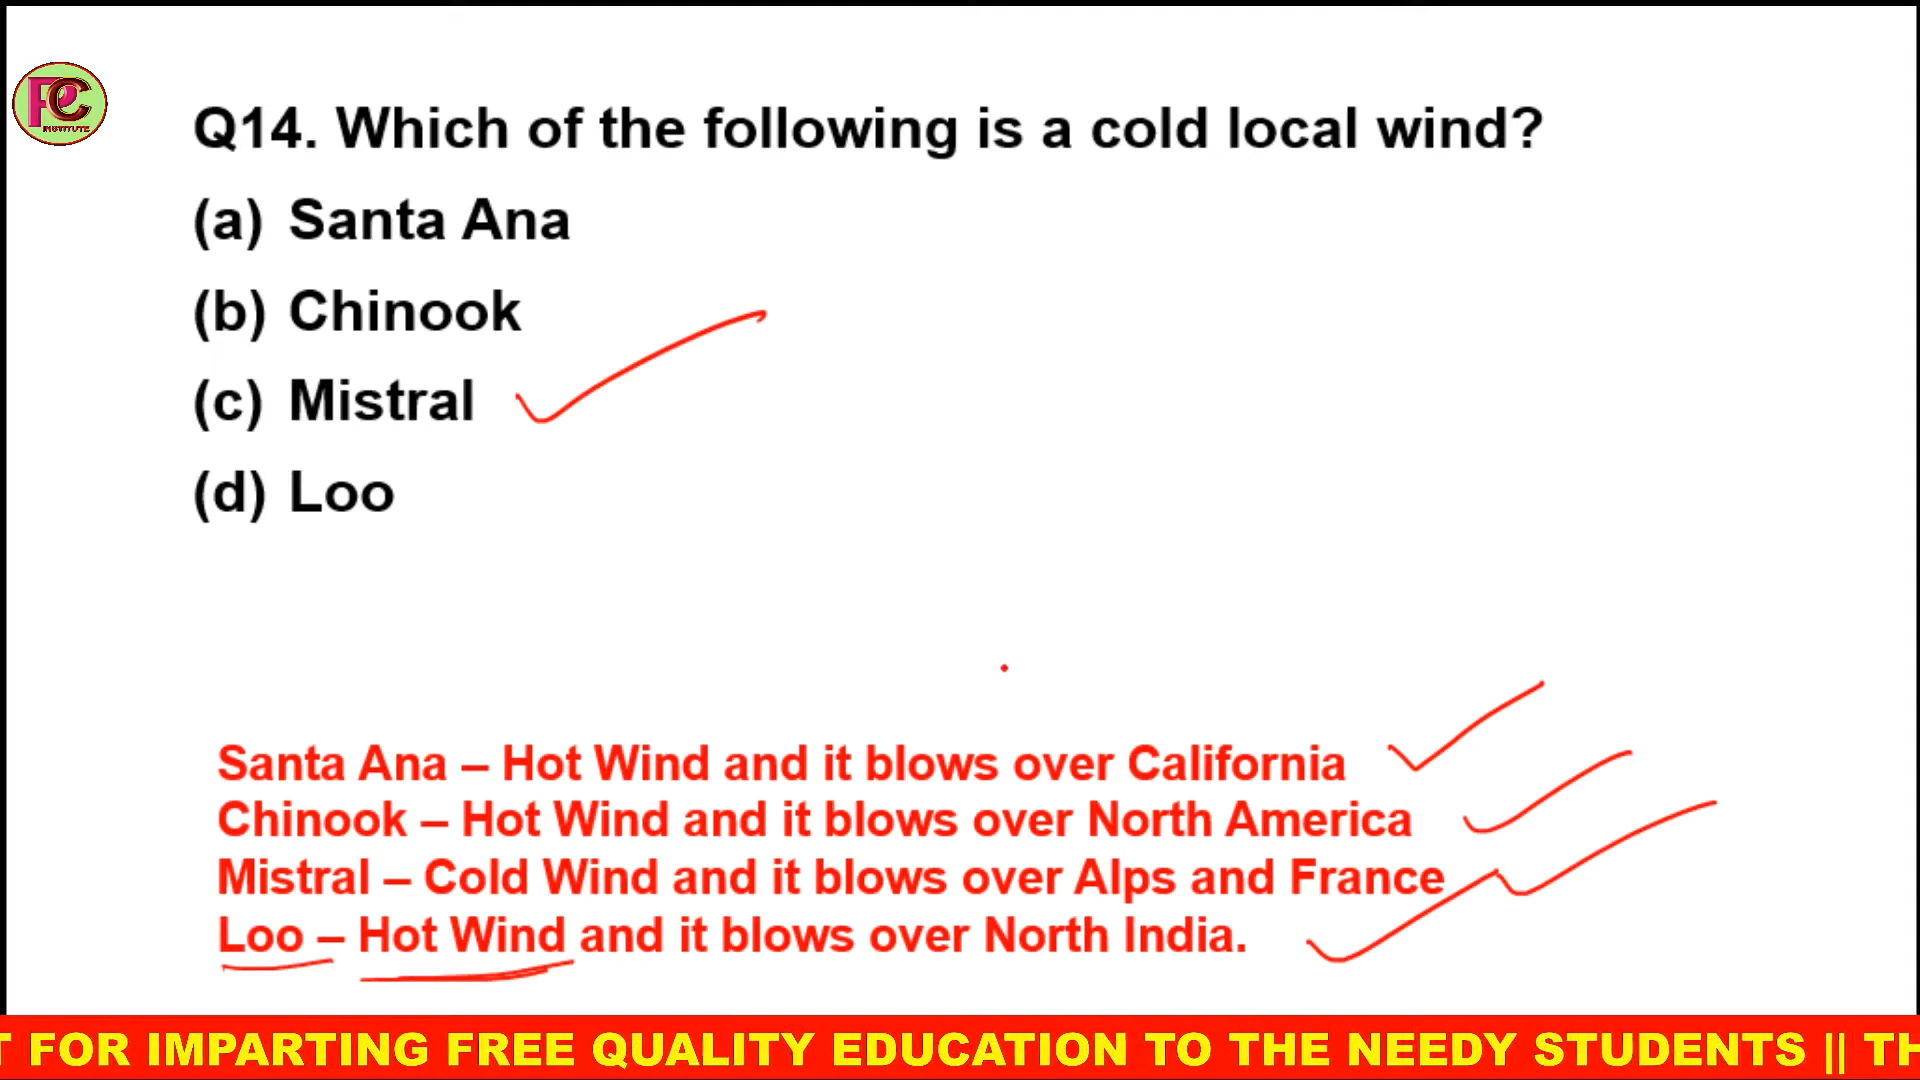 PC
INSTITUTE
Q14. Which of the following is a cold local wind?
(a) Santa Ana
(b) Chinook
(c) Mistral
(d) Loo
Santa Ana – Hot Wind and it blows over California
Chinook – Hot Wind and it blows over North America
Mistral – Cold Wind and it blows over Alps and France
Loo – Hot Wind and it blows over North India.
T FOR IMPARTING FREE QUALITY EDUCATION TO THE NEEDY STUDENTS || TH